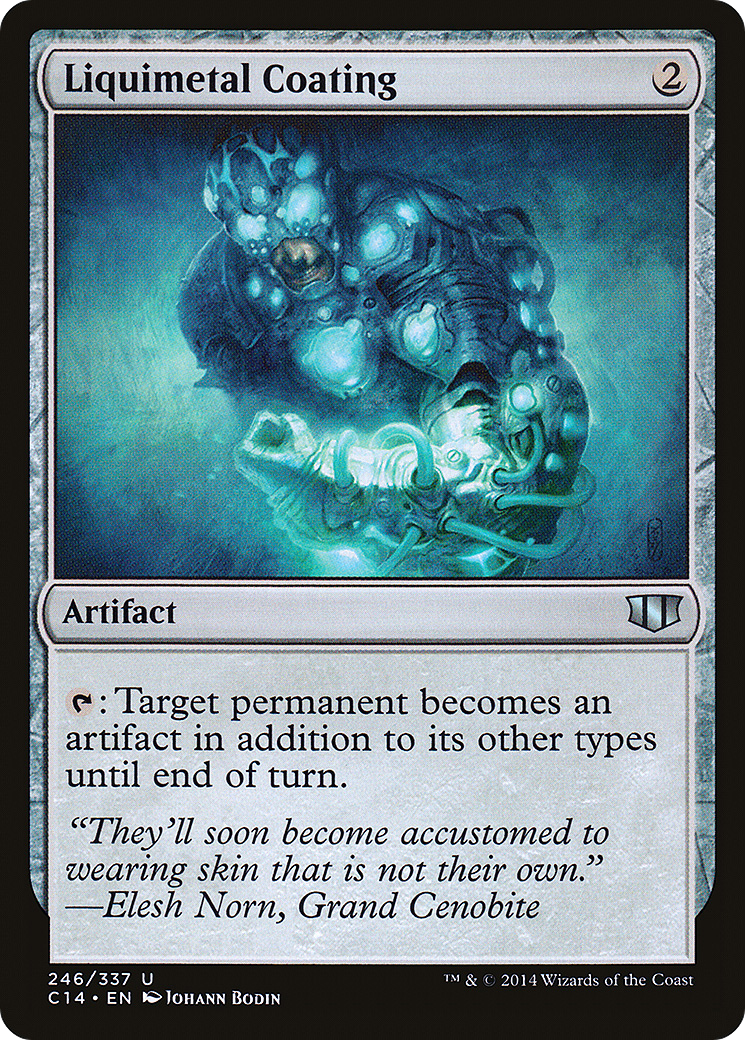 Liquimetal Coating 2
Artifact
: Target permanent becomes an
artifact in addition to its other types
until end of turn.
“They’ll soon become accustomed to
wearing skin that is not their own.”
—Elesh Norn, Grand Cenobite
246/337 U
C14 • EN Johann Bodin
™ & © 2014 Wizards of the Coast